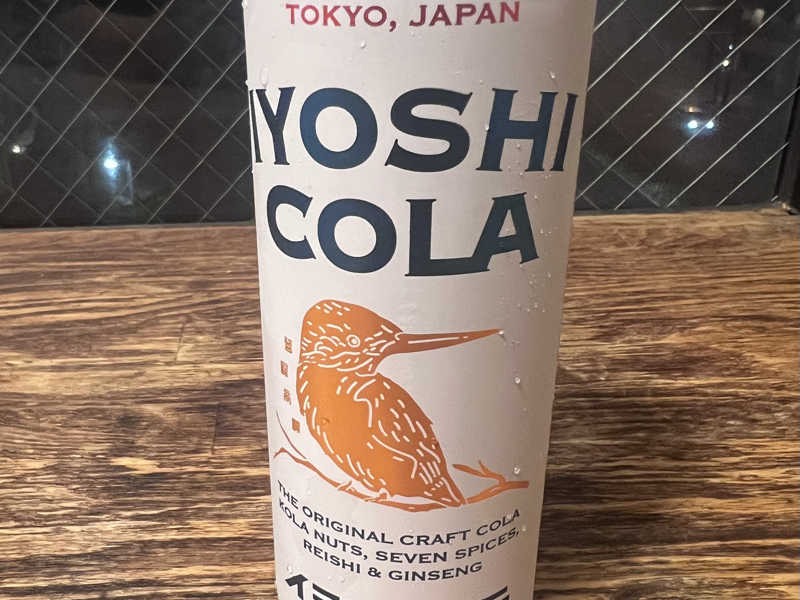 TOKYO, JAPAN
IYOSHI
COLA
THE ORIGINAL CRAFT COLA
KOLA NUTS, SEVEN SPICES,
REISHI & GINSENG